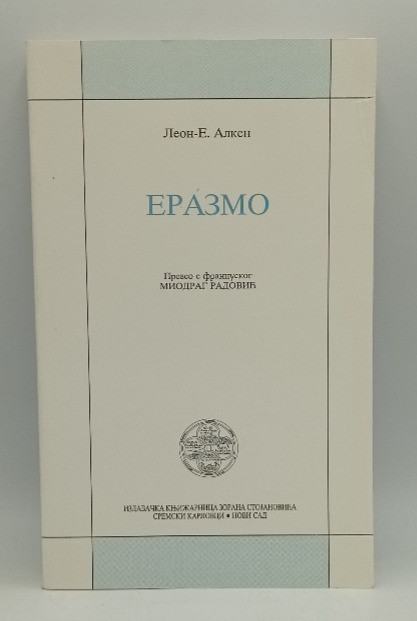 Леон-Е. Алкен
ЕРАЗМО
Превео с француског
МИОДРАГ РАДОВИЋ
ИЗДАВАЧКА КЊИЖАРНИЦА ЗОРАНА СТОЈАНОВИЋА
СРЕМСКИ КАРЛОВЦИ • НОВИ САД